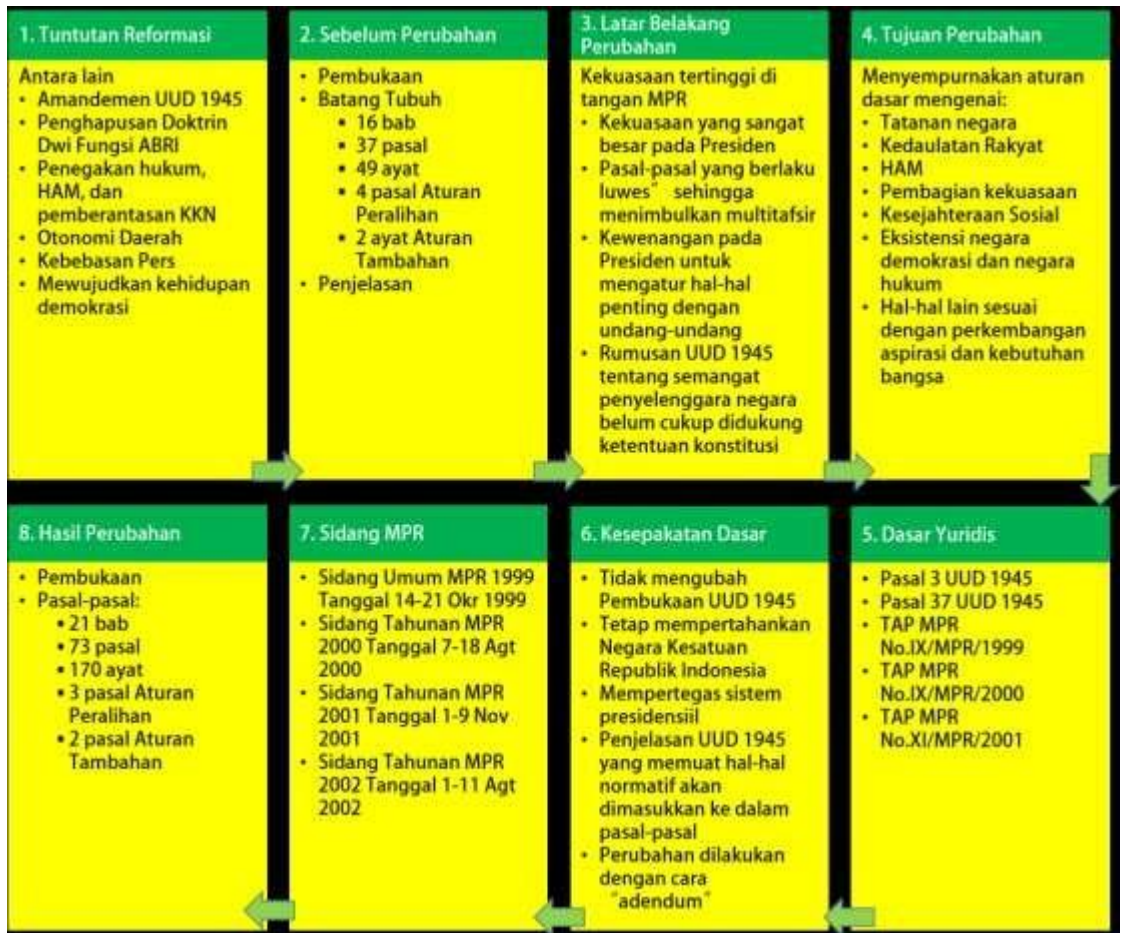 1. Tuntutan Reformasi
Antara lain
• Amandemen UUD 1945
• Penghapusan Doktrin
Dwi Fungsi ABRI
• Penegakan hukum,
HAM, dan
pemberantasan KKN
• Otonomi Daerah
• Kebebasan Pers
• Mewujudkan kehidupan
demokrasi
2. Sebelum Perubahan
• Pembukaan
• Batang Tubuh
▪ 16 bab
▪ 37 pasal
▪ 49 ayat
▪ 4 pasal Aturan
Peralihan
▪ 2 ayat Aturan
Tambahan
• Penjelasan
3. Latar Belakang
Perubahan
Kekuasaan tertinggi di
tangan MPR
• Kekuasaan yang sangat
besar pada Presiden
• Pasal-pasal yang berlaku
luwes” sehingga
menimbulkan multitafsir
• Kewenangan pada
Presiden untuk
mengatur hal-hal
penting dengan
undang-undang
• Rumusan UUD 1945
tentang semangat
penyelenggara negara
belum cukup didukung
ketentuan konstitusi
4. Tujuan Perubahan
Menyempurnakan aturan
dasar mengenai:
• Tatanan negara
• Kedaulatan Rakyat
• HAM
• Pembagian kekuasaan
• Kesejahteraan Sosial
• Eksistensi negara
demokrasi dan negara
hukum
• Hal-hal lain sesuai
dengan perkembangan
aspirasi dan kebutuhan
bangsa
5. Dasar Yuridis
• Pasal 3 UUD 1945
• Pasal 37 UUD 1945
• TAP MPR
No.IX/MPR/1999
• TAP MPR
No.IX/MPR/2000
• TAP MPR
No.XI/MPR/2001
6. Kesepakatan Dasar
• Tidak mengubah
Pembukaan UUD 1945
• Tetap mempertahankan
Negara Kesatuan
Republik Indonesia
• Mempertegas sistem
presidensiil
• Penjelasan UUD 1945
yang memuat hal-hal
normatif akan
dimasukkan ke dalam
pasal-pasal
• Perubahan dilakukan
dengan cara
“adendum”
7. Sidang MPR
• Sidang Umum MPR 1999
Tanggal 14-21 Okr 1999
• Sidang Tahunan MPR
2000 Tanggal 7-18 Agt
2000
• Sidang Tahunan MPR
2001 Tanggal 1-9 Nov
2001
• Sidang Tahunan MPR
2002 Tanggal 1-11 Agt
2002
8. Hasil Perubahan
• Pembukaan
• Pasal-pasal:
▪ 21 bab
▪ 73 pasal
▪ 170 ayat
▪ 3 pasal Aturan
Peralihan
▪ 2 pasal Aturan
Tambahan